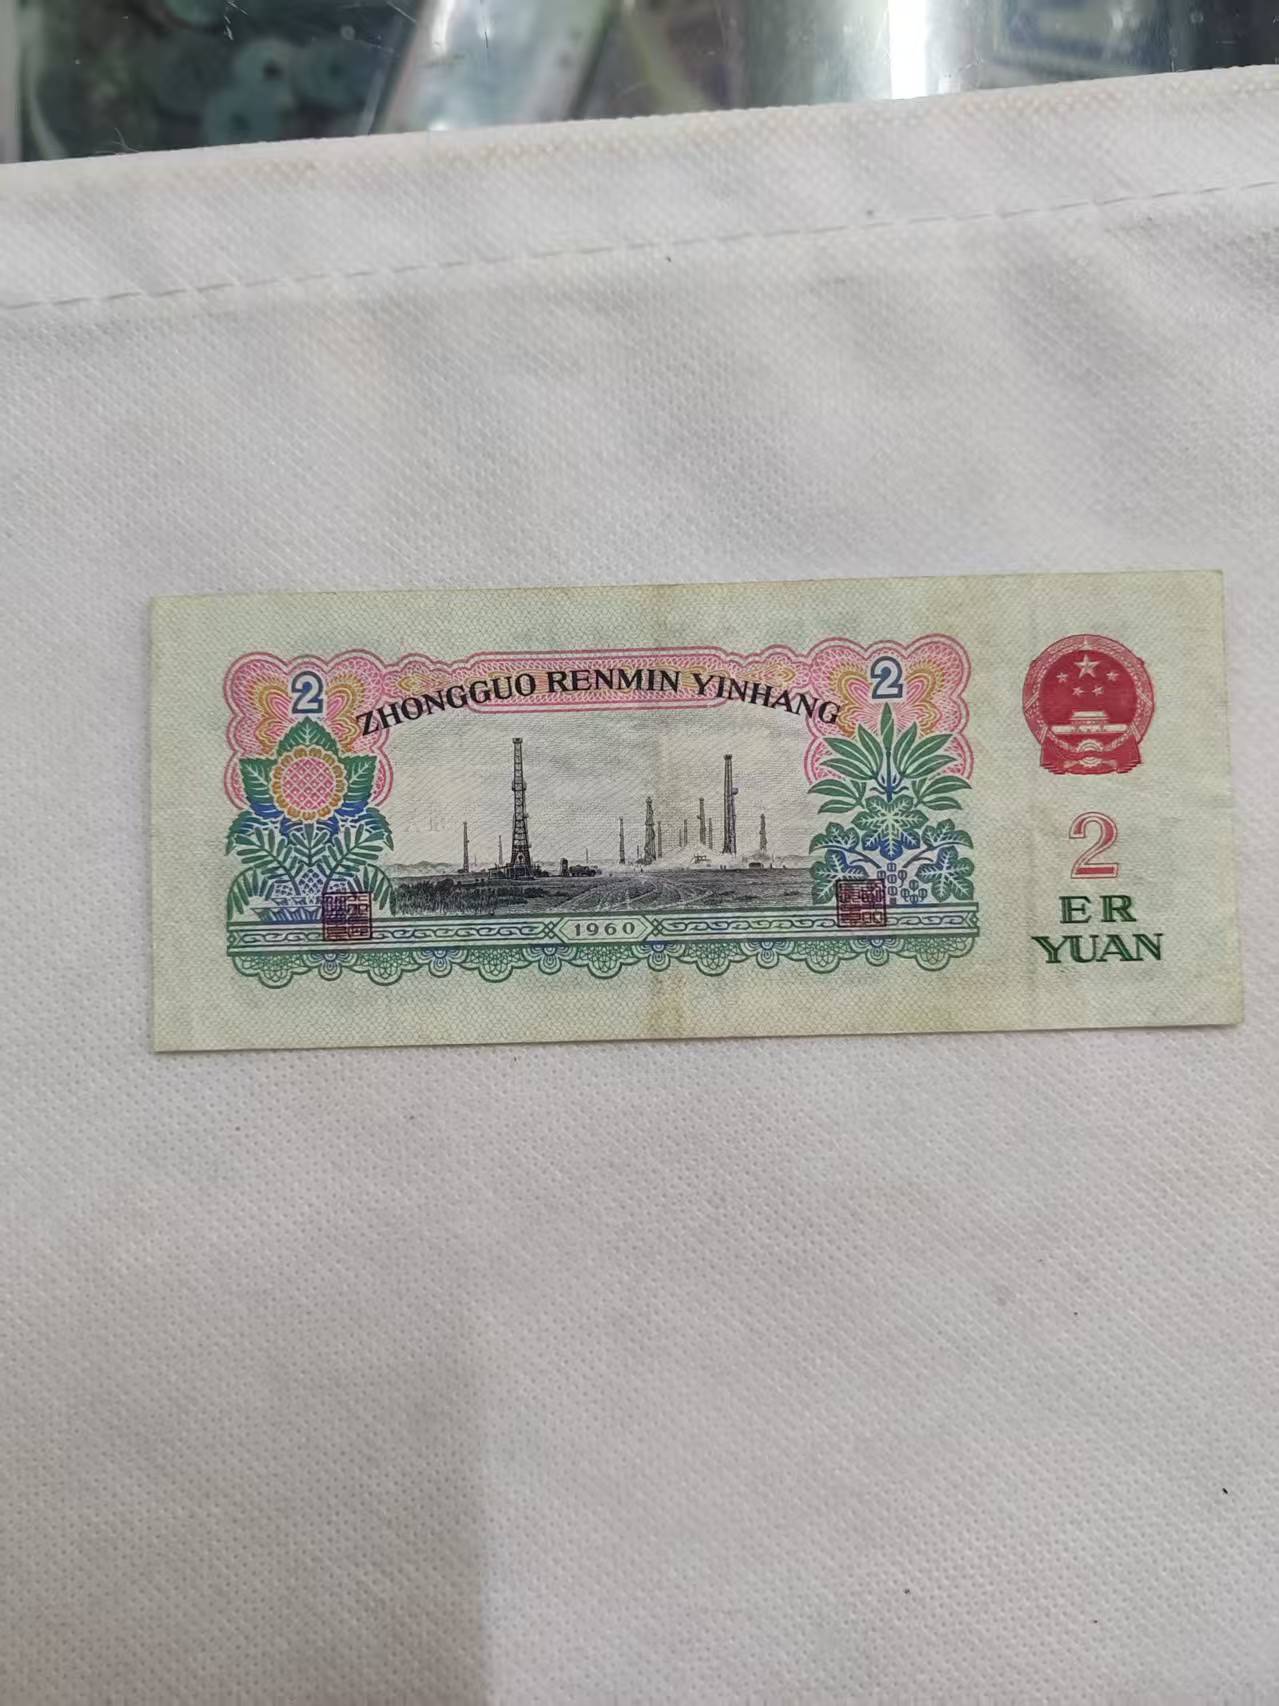 2
2
ZHONGGUO RENMIN YINHANG
1960
2
ER
YUAN